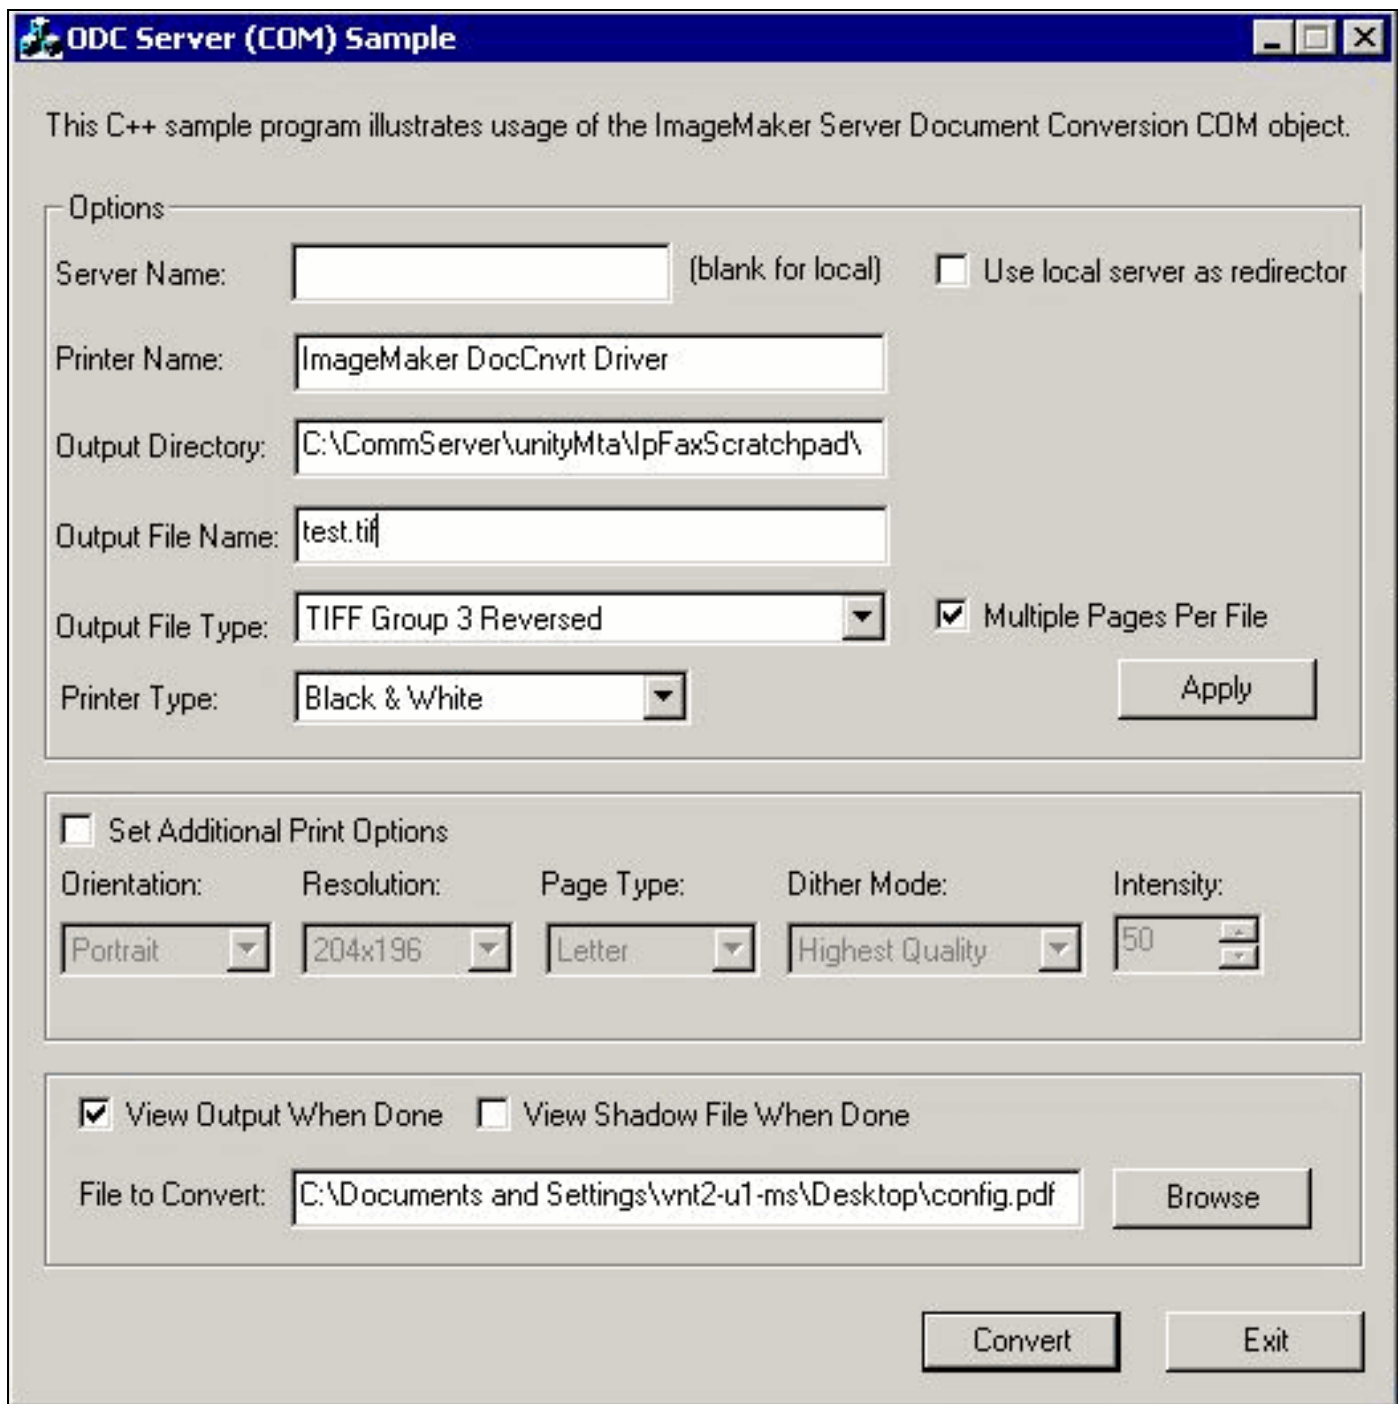 ODC Server (COM) Sample
This C++ sample program illustrates usage of the ImageMaker Server Document Conversion COM object.
Options
Server Name: (blank for local) Use local server as redirector
Printer Name: ImageMaker DocCnvrt Driver
Output Directory: C:\CommServer\unityMta\IpFaxScratchpad\
Output File Name: test.tif
Output File Type: TIFF Group 3 Reversed Multiple Pages Per File
Printer Type: Black & White Apply
Set Additional Print Options
Orientation: Resolution: Page Type: Dither Mode: Intensity:
Portrait 204x196 Letter Highest Quality 50
View Output When Done View Shadow File When Done
File to Convert: C:\Documents and Settings\vnt2-u1-ms\Desktop\config.pdf Browse
Convert Exit